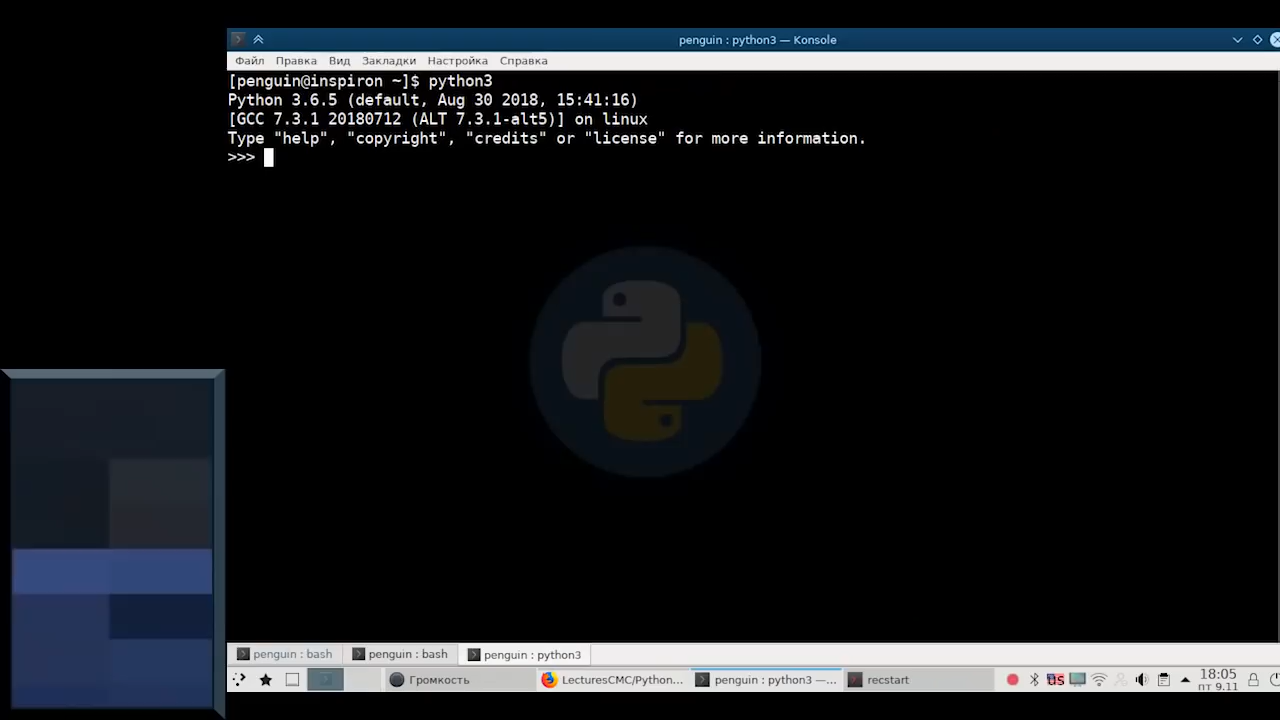 penguin : python3 — Konsole
Файл Правка Вид Закладки Настройка Справка
[penguin@inspiron ~]$ python3
Python 3.6.5 (default, Aug 30 2018, 15:41:16)
[GCC 7.3.1 20180712 (ALT 7.3.1-alt5)] on linux
Type "help", "copyright", "credits" or "license" for more information.
>>>
penguin : bash penguin : bash penguin : python3
Громкость LecturesCMC/Python... penguin : python3 —... recstart us 18:05
пт 9.11